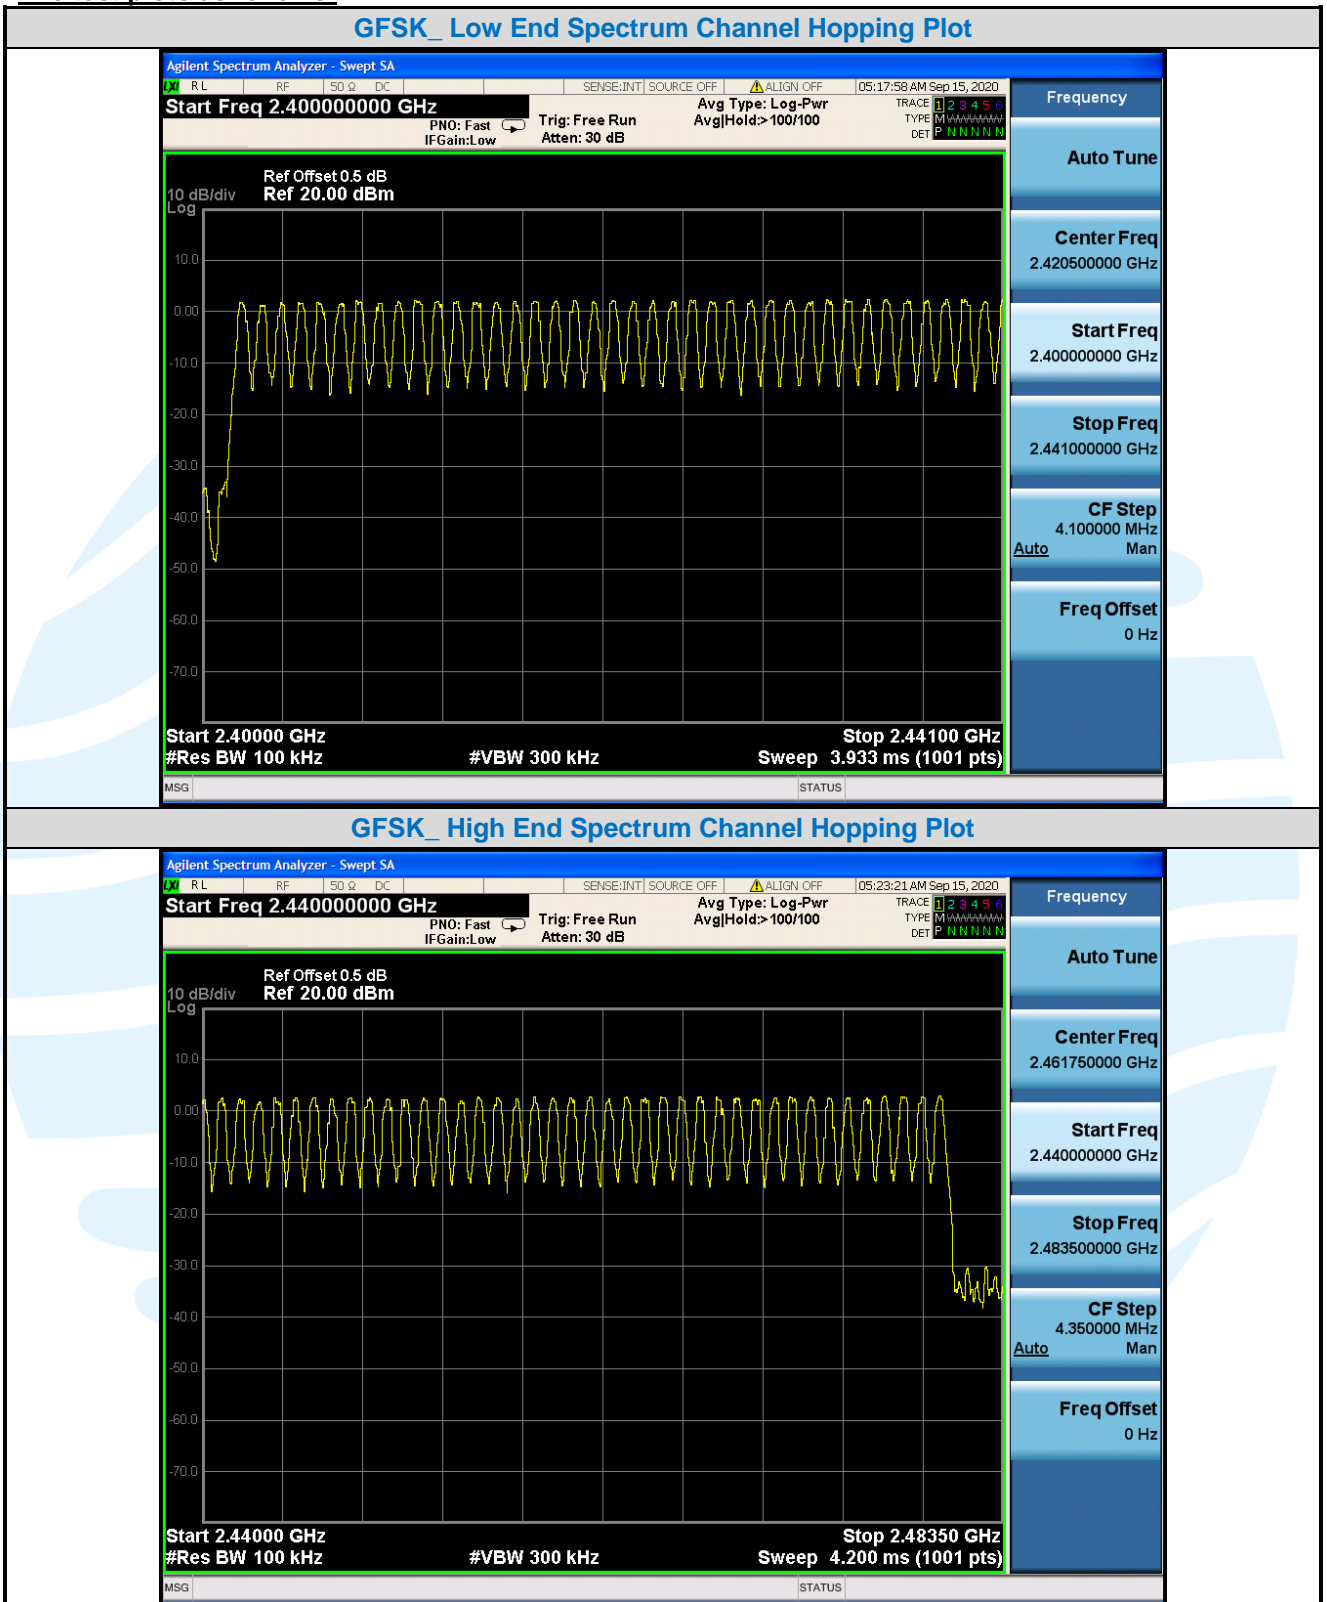 GFSK_ Low End Spectrum Channel Hopping Plot
Agilent Spectrum Analyzer - Swept SA
LXI RL RF 50 Ω DC SENSE:INT SOURCE OFF ALIGN OFF 05:17:58 AM Sep 15, 2020
Start Freq 2.400000000 GHz
PNO: Fast
IFGain:Low
Trig: Free Run
Atten: 30 dB
Avg Type: Log-Pwr
Avg|Hold:>100/100
TRACE 1 2 3 4 5 6
TYPE M
DET P N N N N N
Ref Offset 0.5 dB
10 dB/div Ref 20.00 dBm
Log
10.0
0.00
-10.0
-20.0
-30.0
-40.0
-50.0
-60.0
-70.0
Start 2.40000 GHz Stop 2.44100 GHz
#Res BW 100 kHz #VBW 300 kHz Sweep 3.933 ms (1001 pts)
MSG STATUS
Frequency
Auto Tune
Center Freq
2.420500000 GHz
Start Freq
2.400000000 GHz
Stop Freq
2.441000000 GHz
CF Step
4.100000 MHz
Auto Man
Freq Offset
0 Hz
GFSK_ High End Spectrum Channel Hopping Plot
Agilent Spectrum Analyzer - Swept SA
LXI RL RF 50 Ω DC SENSE:INT SOURCE OFF ALIGN OFF 05:23:21 AM Sep 15, 2020
Start Freq 2.440000000 GHz
PNO: Fast
IFGain:Low
Trig: Free Run
Atten: 30 dB
Avg Type: Log-Pwr
Avg|Hold:>100/100
TRACE 1 2 3 4 5 6
TYPE M
DET P N N N N N
Ref Offset 0.5 dB
10 dB/div Ref 20.00 dBm
Log
10.0
0.00
-10.0
-20.0
-30.0
-40.0
-50.0
-60.0
-70.0
Start 2.44000 GHz Stop 2.48350 GHz
#Res BW 100 kHz #VBW 300 kHz Sweep 4.200 ms (1001 pts)
MSG STATUS
Frequency
Auto Tune
Center Freq
2.461750000 GHz
Start Freq
2.440000000 GHz
Stop Freq
2.483500000 GHz
CF Step
4.350000 MHz
Auto Man
Freq Offset
0 Hz